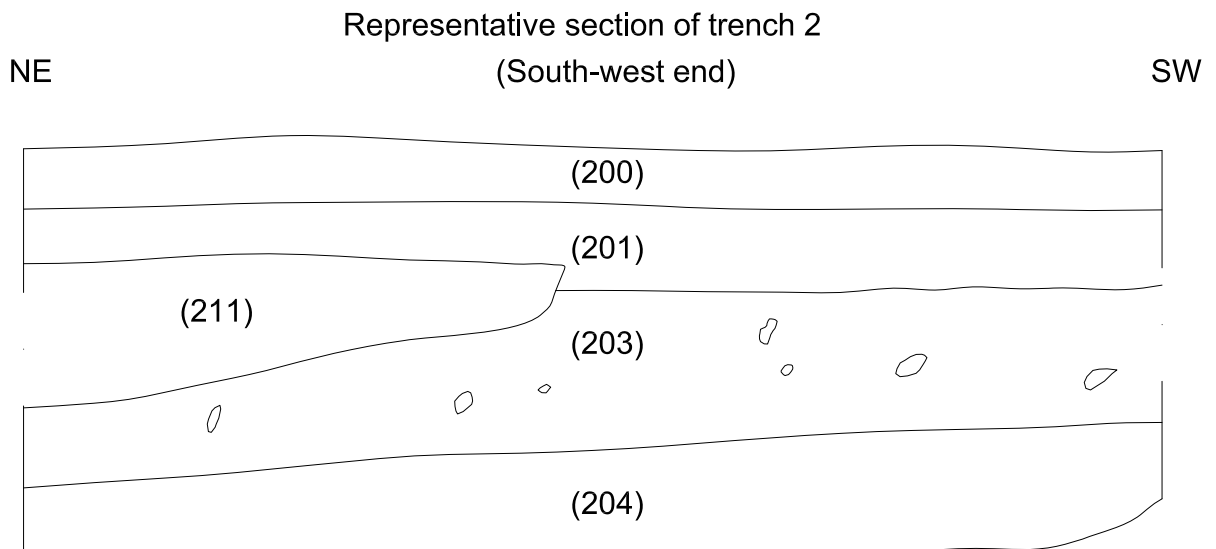 Representative section of trench 2
NE (South-west end) SW
(200)
(201)
(211)
(203)
(204)